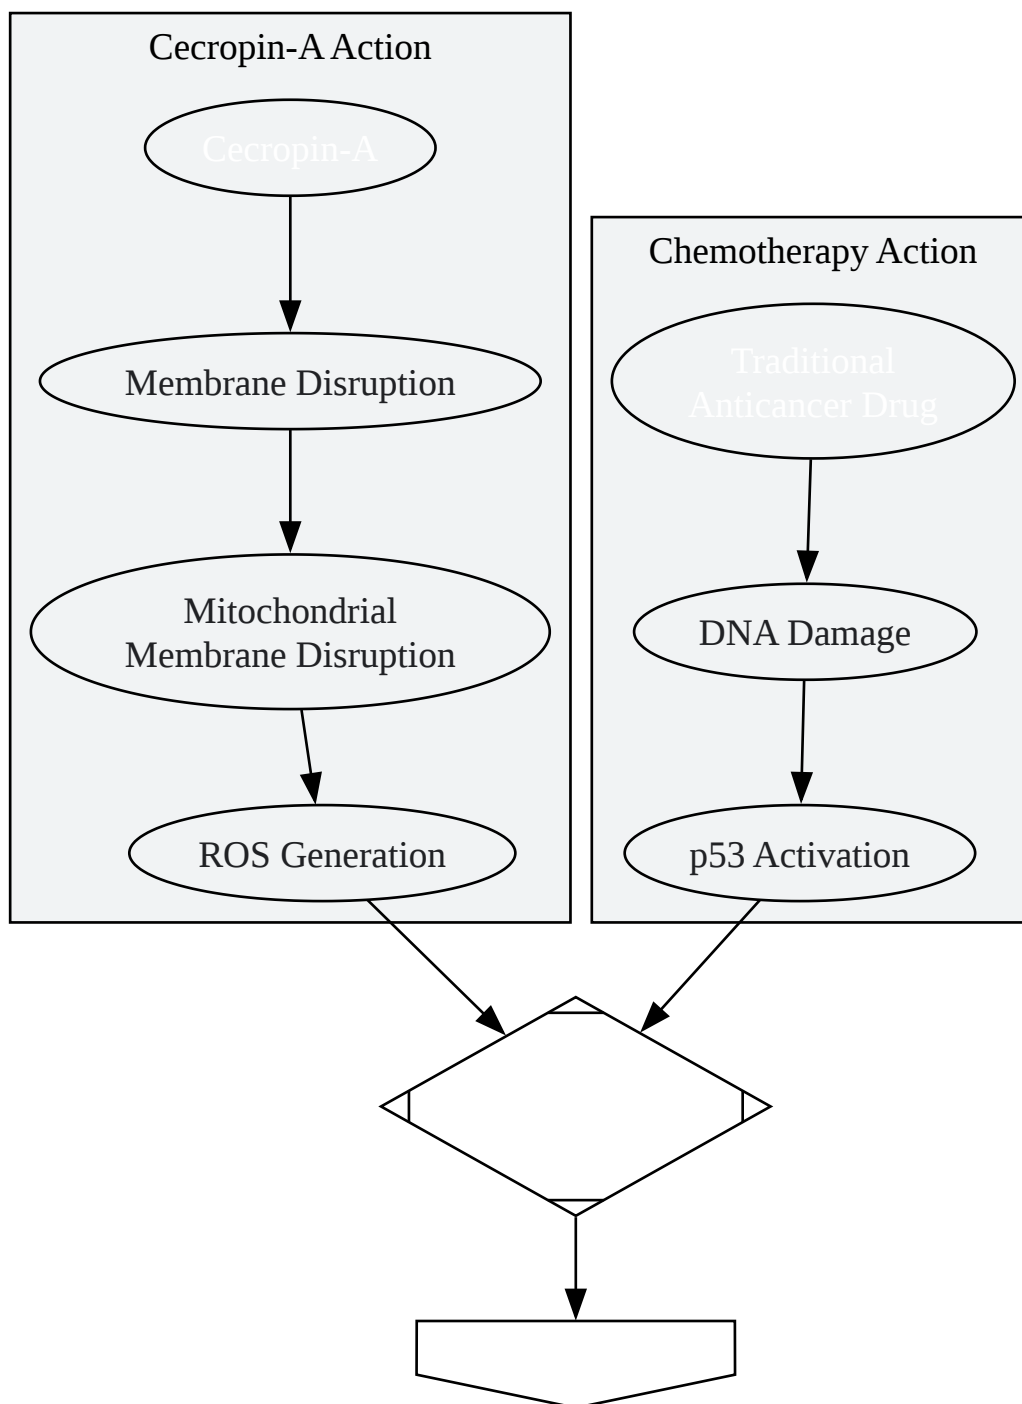 Cecropin-A Action
Cecropin-A
Membrane Disruption
Mitochondrial
Membrane Disruption
ROS Generation
Chemotherapy Action
Traditional
Anticancer Drug
DNA Damage
p53 Activation